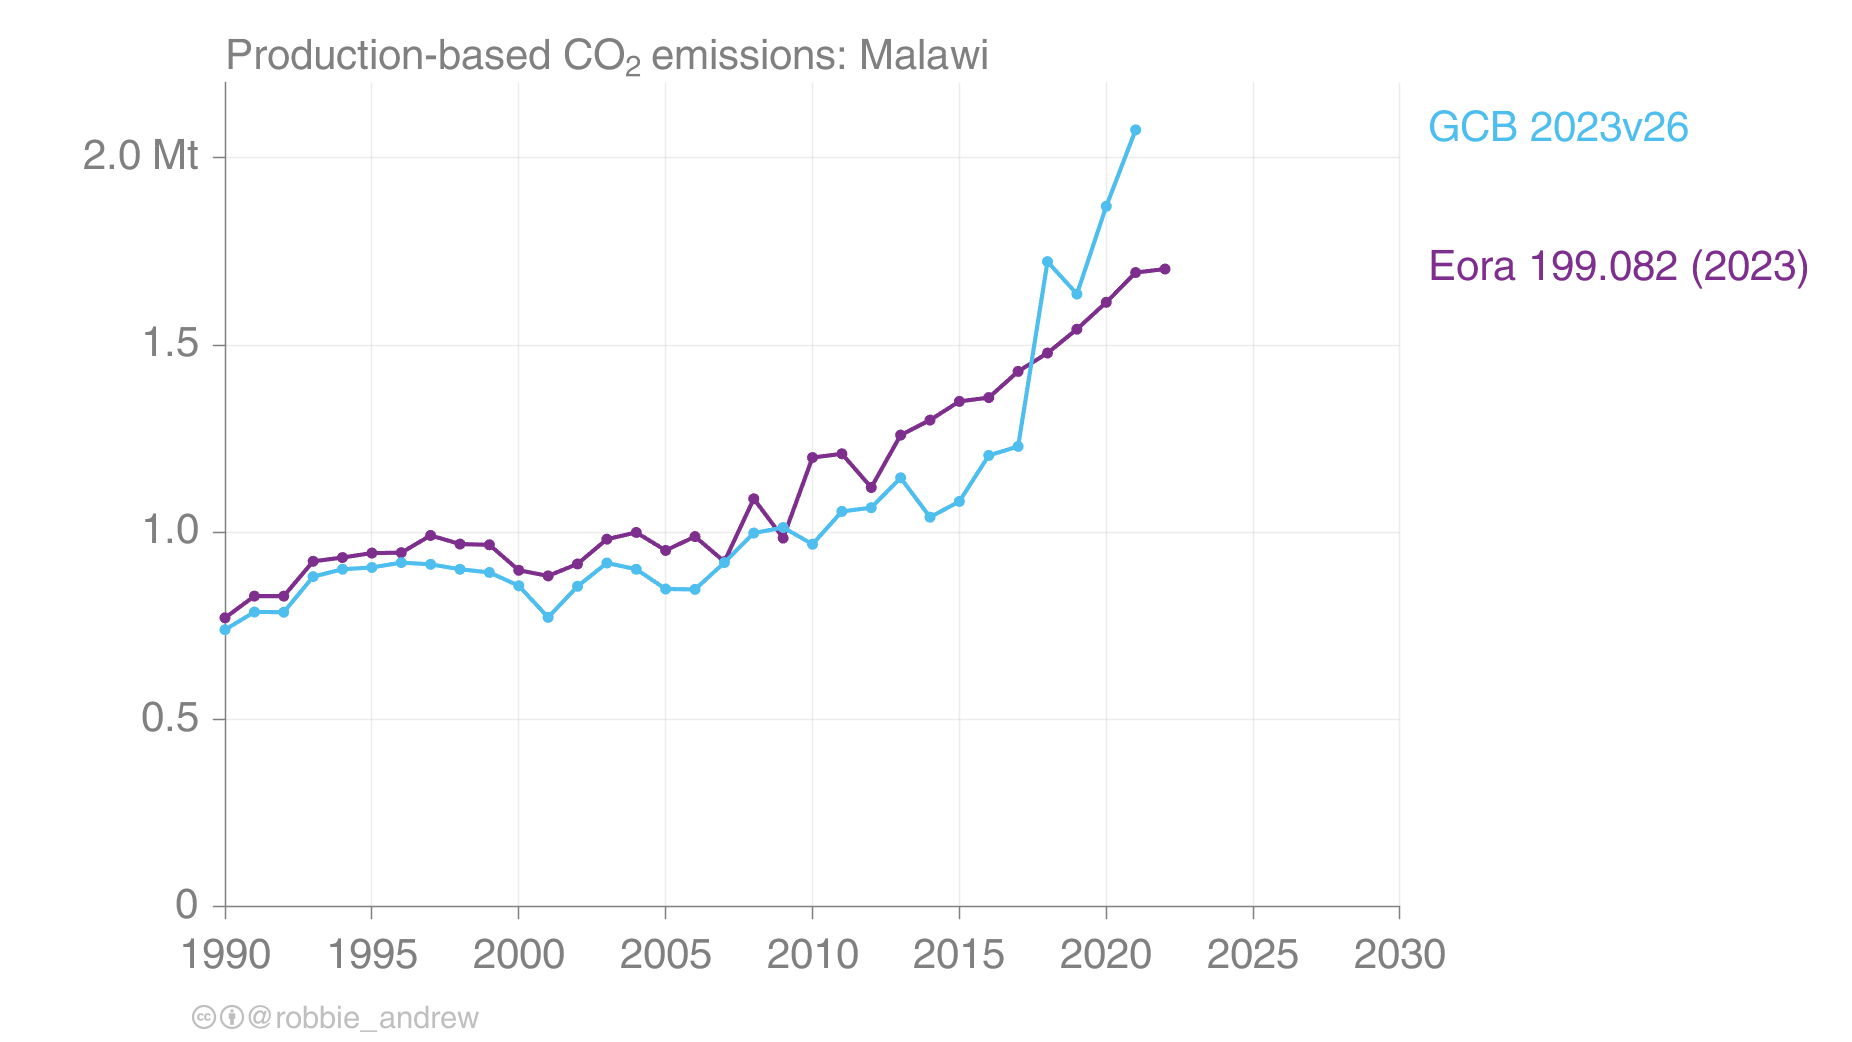 Production-based CO₂ emissions: Malawi
GCB 2023v26
2.0 Mt
Eora 199.082 (2023)
1.5
1.0
0.5
0
1990 1995 2000 2005 2010 2015 2020 2025 2030
@robbie_andrew